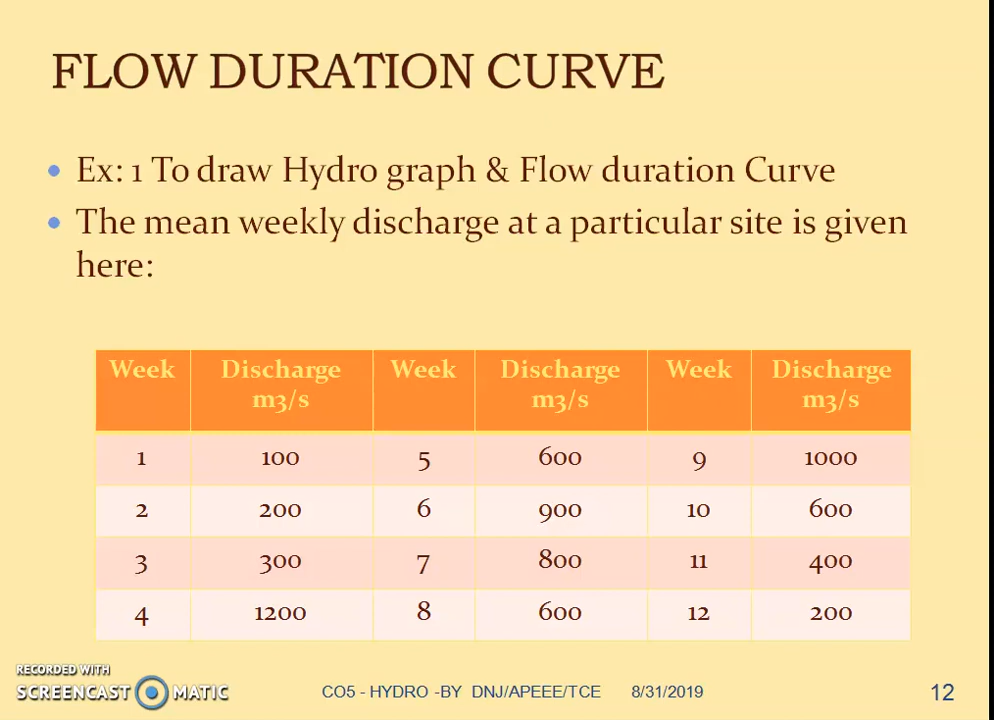 FLOW DURATION CURVE
• Ex: 1 To draw Hydro graph & Flow duration Curve
• The mean weekly discharge at a particular site is given
here:
Week Discharge m3/s Week Discharge m3/s Week Discharge m3/s
1 100 5 600 9 1000
2 200 6 900 10 600
3 300 7 800 11 400
4 1200 8 600 12 200
RECORDED WITH
SCREENCAST MATIC
CO5 - HYDRO -BY DNJ/APEEE/TCE 8/31/2019 12